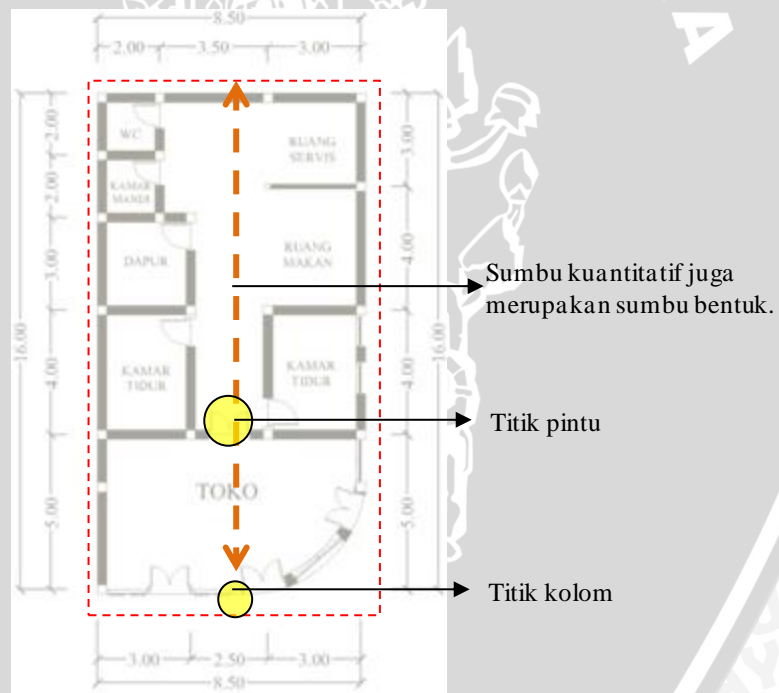 8.50
2.00 3.50 3.00
2.00
2.00
3.00
4.00
5.00
16.00
WC
KAMAR
MANDI
DAPUR
KAMAR
TIDUR
RUANG
SERVIS
RUANG
MAKAN
KAMAR
TIDUR
TOKO
3.00
4.00
4.00
5.00
16.00
Sumbu kuantitatif juga
merupakan sumbu bentuk.
Titik pintu
Titik kolom
3.00 2.50 3.00
8.50
A